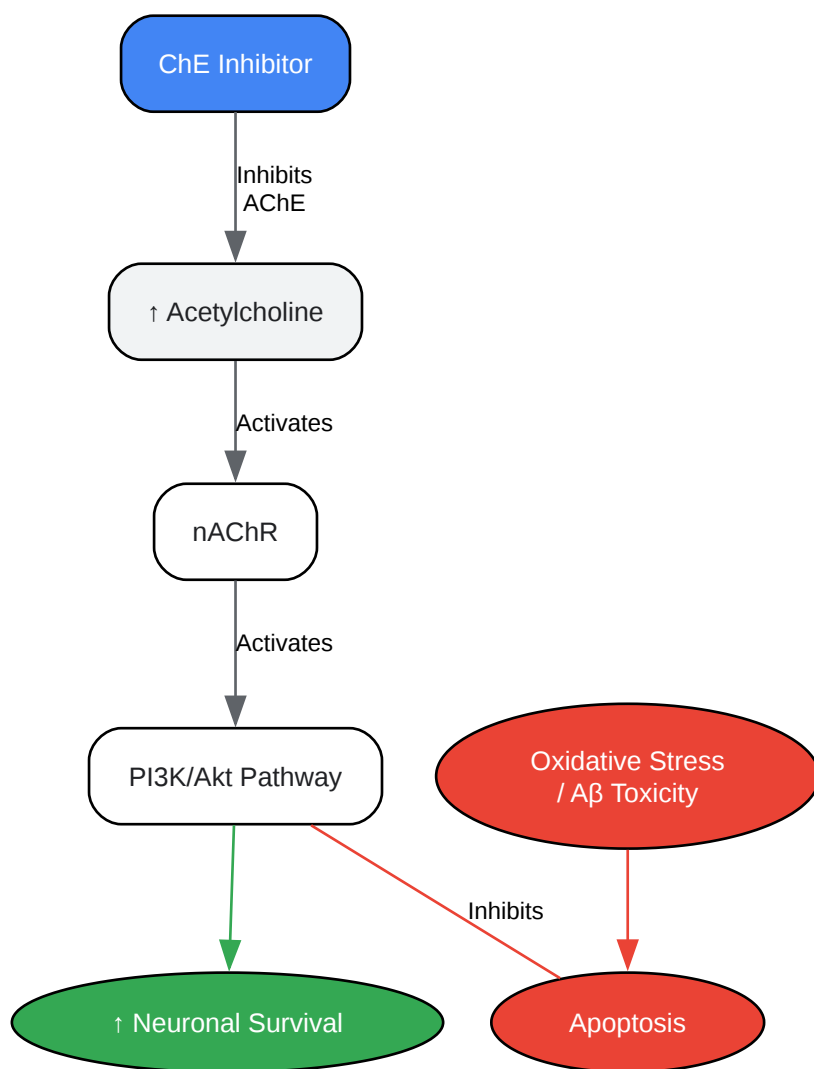 ChE Inhibitor
Inhibits
AChE
↑ Acetylcholine
Activates
nAChR
Activates
PI3K/Akt Pathway
Oxidative Stress
/ Aβ Toxicity
Inhibits
↑ Neuronal Survival
Apoptosis